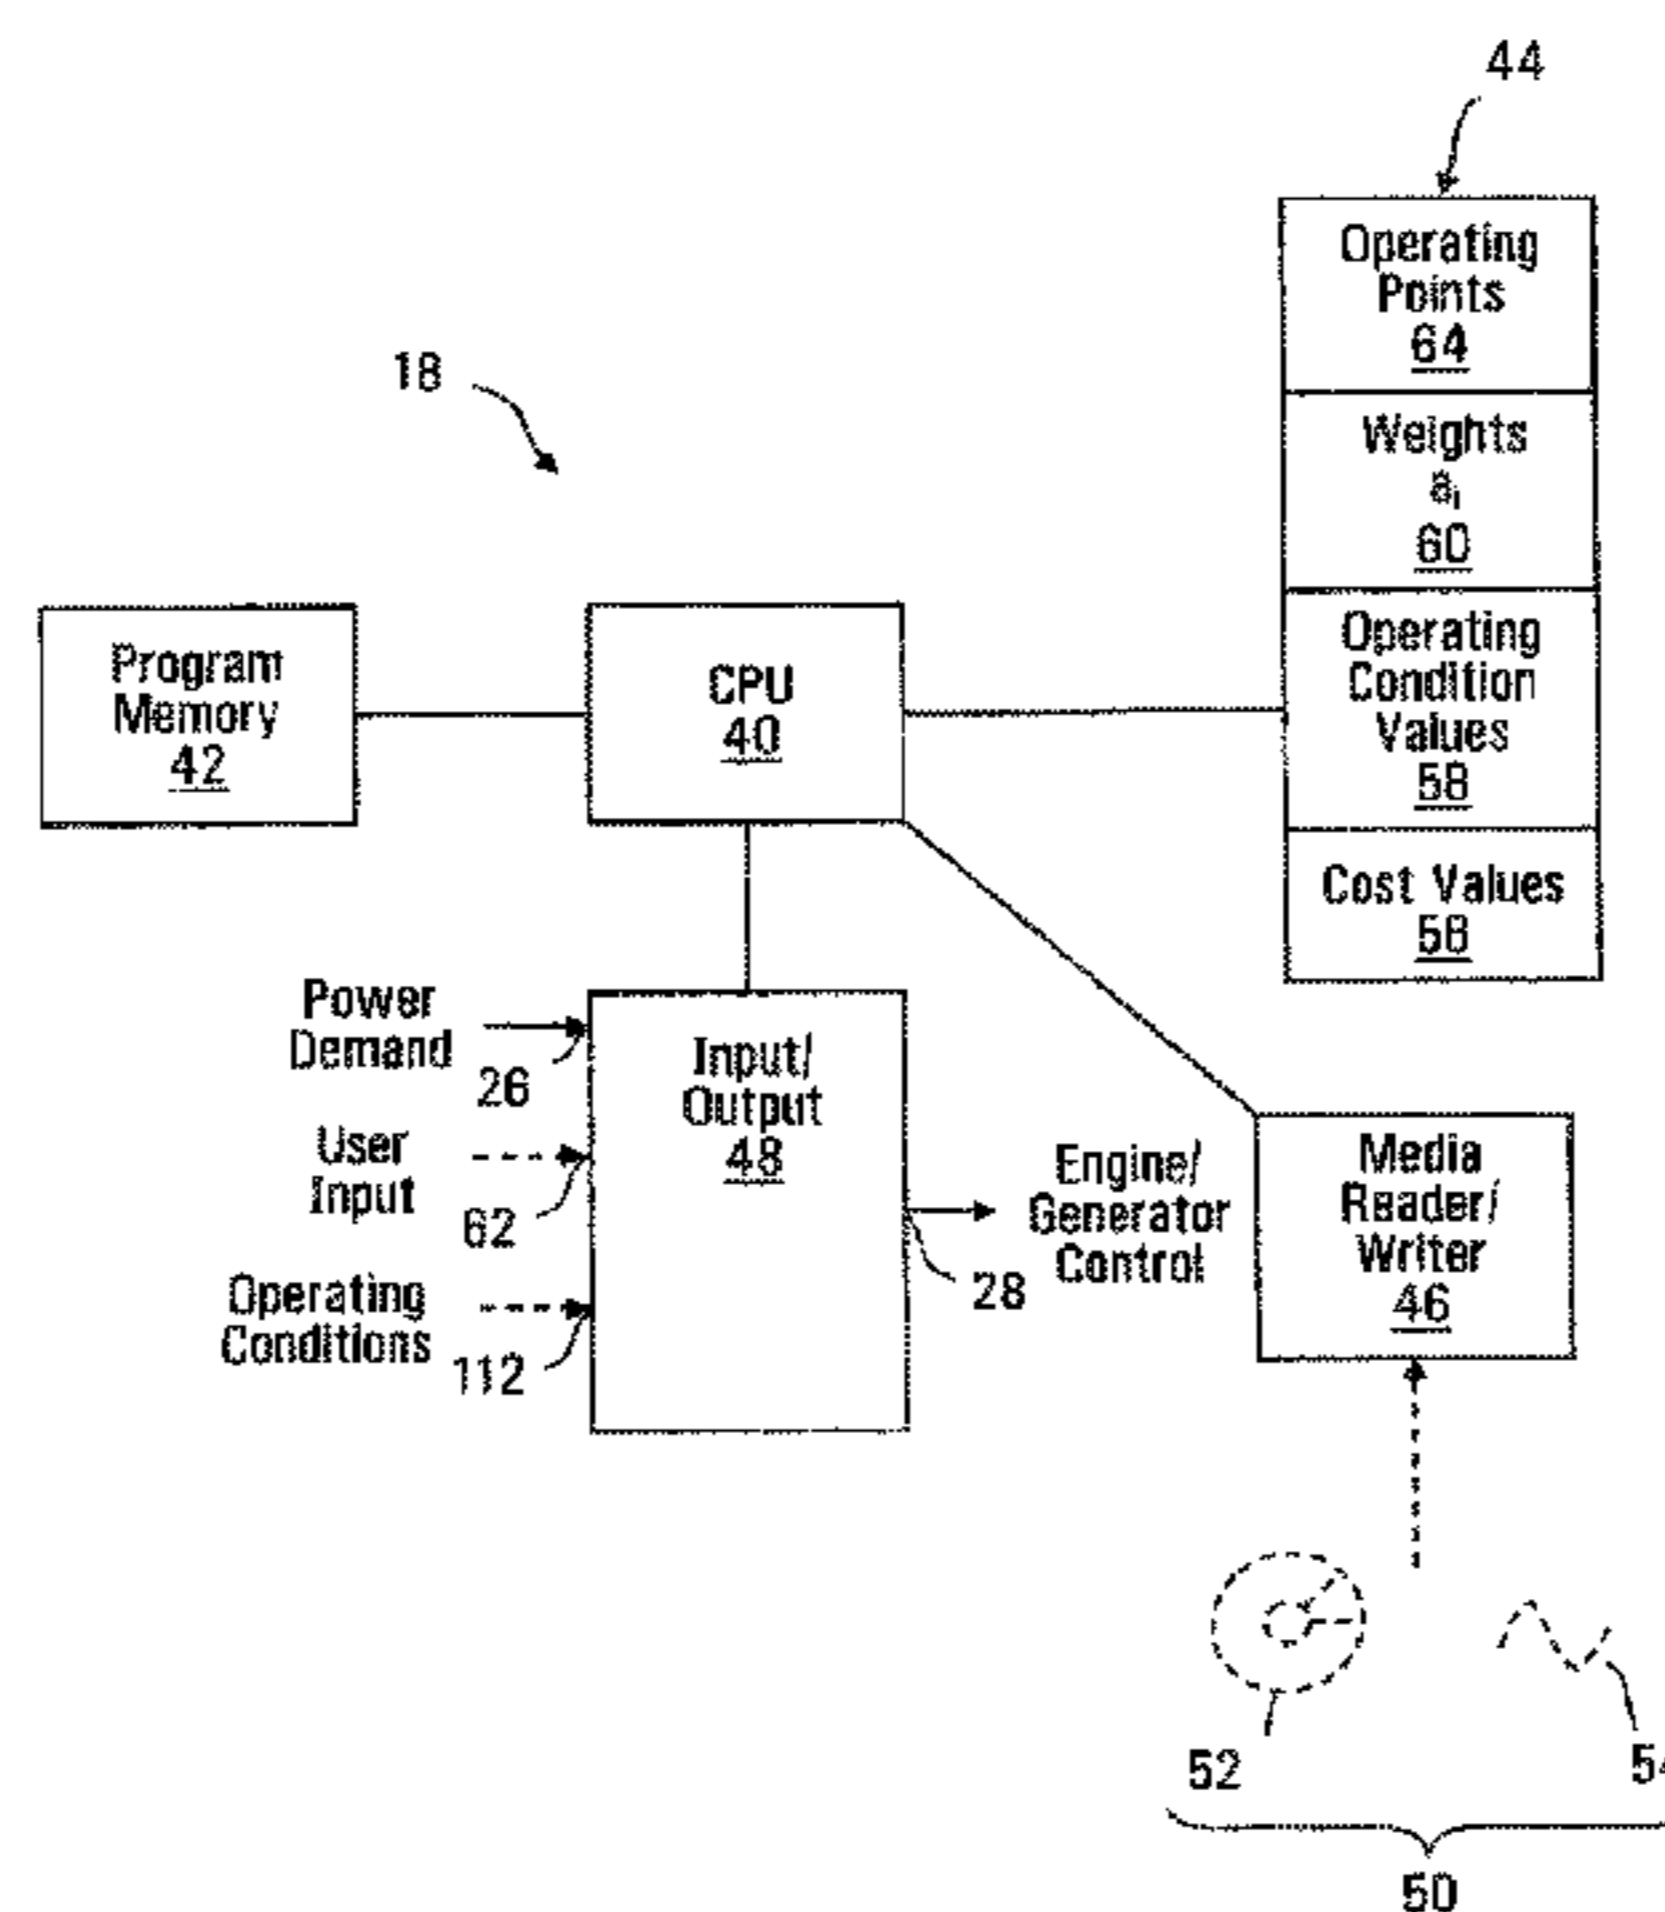 44
Operating
Points
64
18
Weights
60
Program
Memory
42
CPU
40
Operating
Condition
Values
58
Cost Values
Power
Demand
26
Input/
Output
48
User
Input
62
Engine/
Generator
Control
28
Media
Reader/
Writer
46
Operating
Conditions
112
52
50